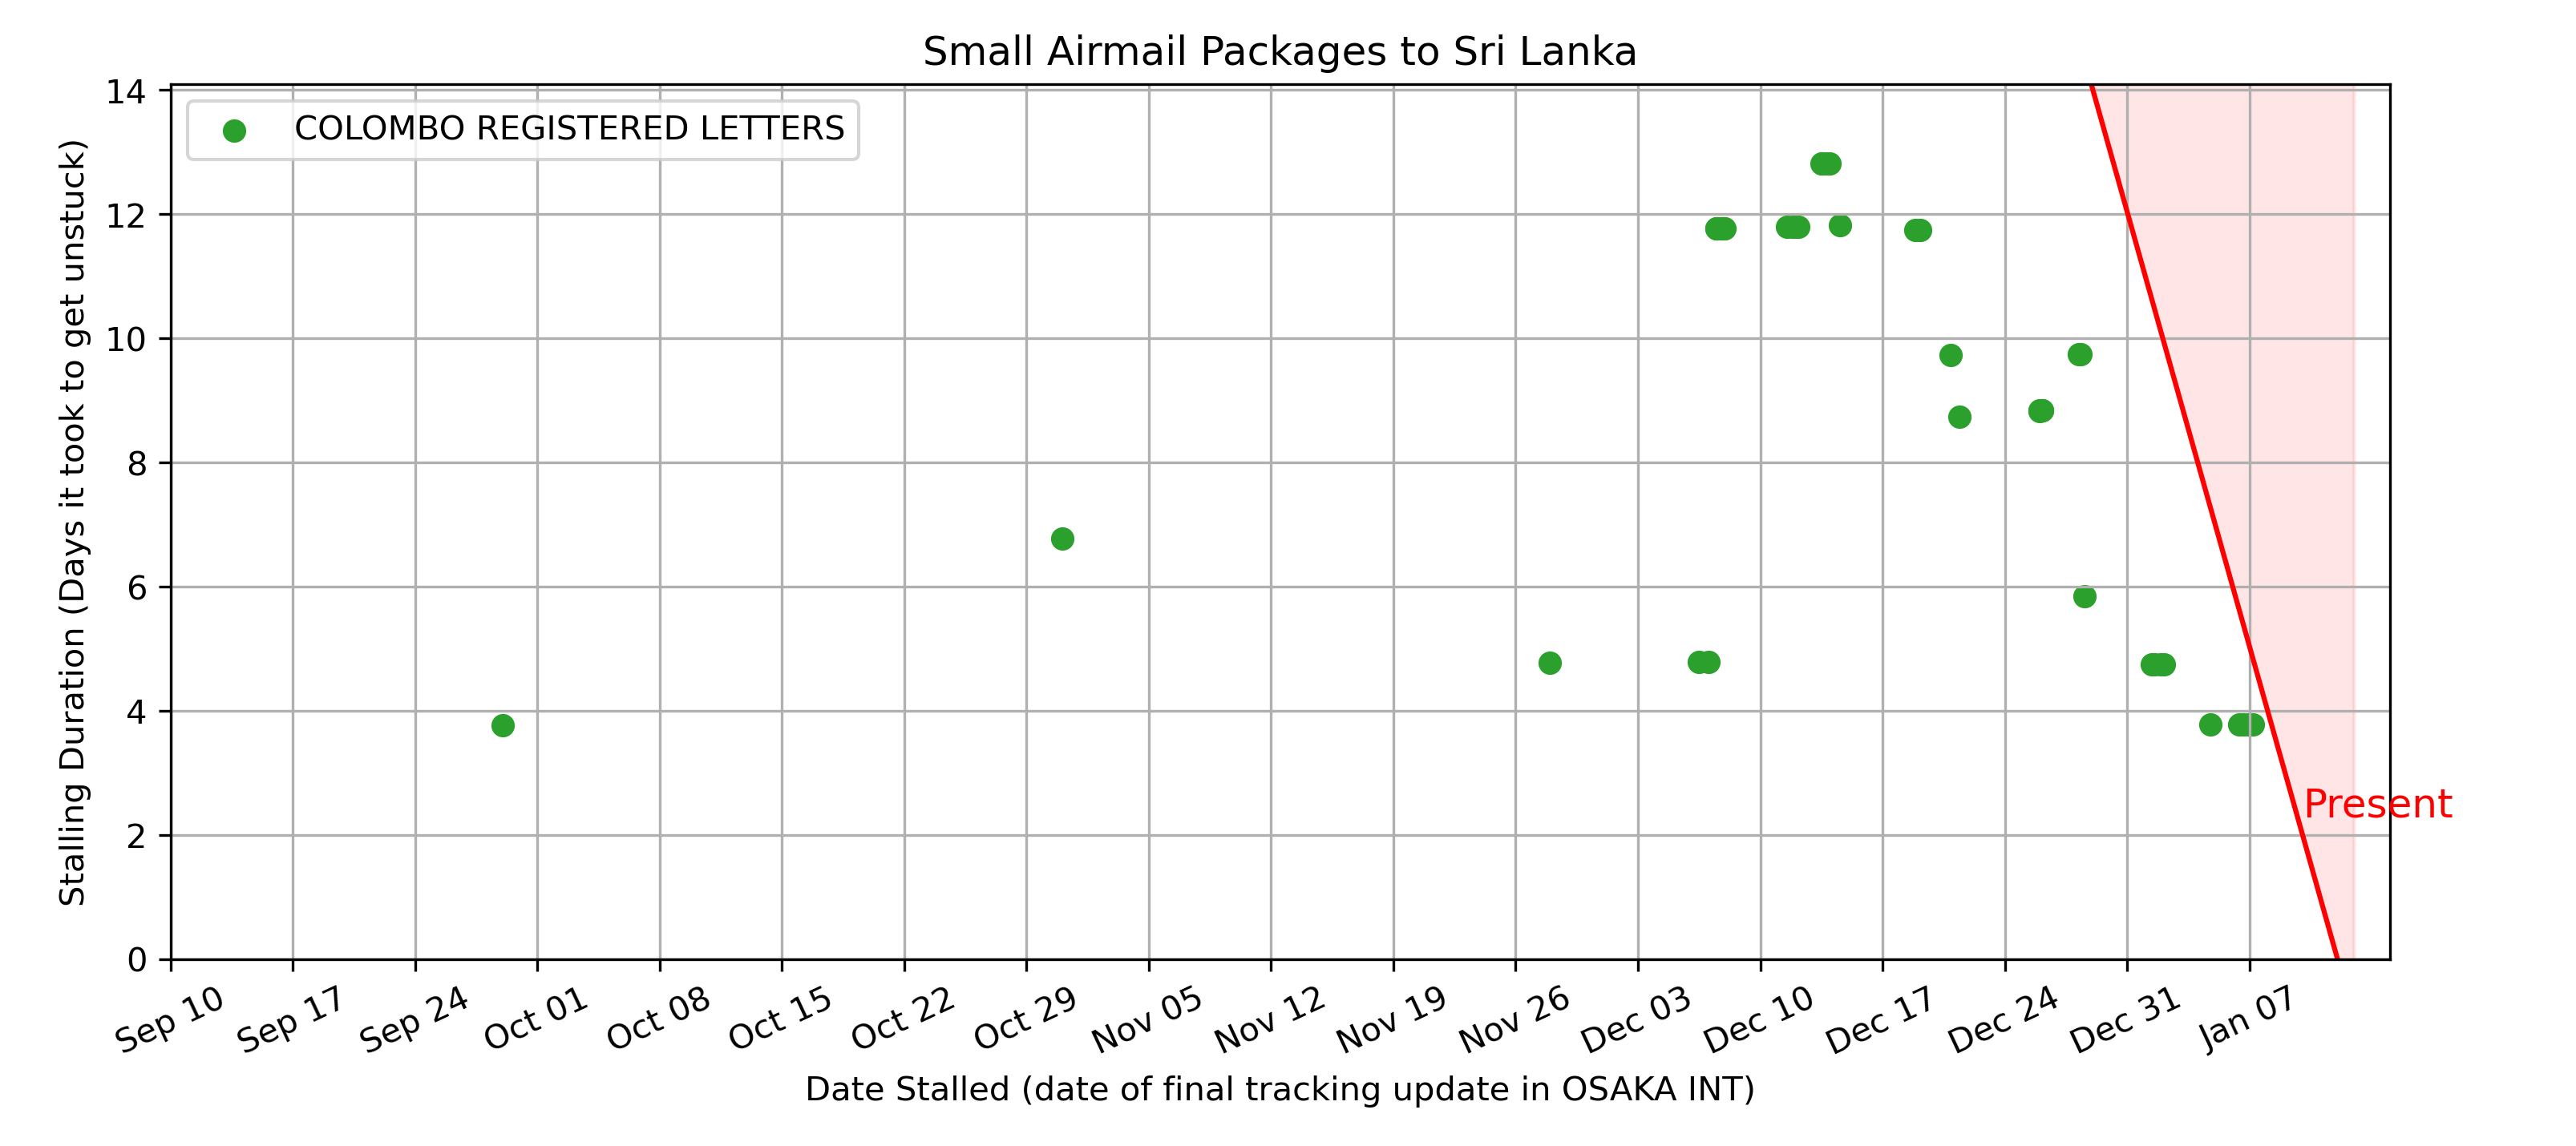 Small Airmail Packages to Sri Lanka
COLOMBO REGISTERED LETTERS
Stalling Duration (Days it took to get unstuck)
14
12
10
8
6
4
2
0
Present
Sep 10
Sep 17
Sep 24
Oct 01
Oct 08
Oct 15
Oct 22
Oct 29
Nov 05
Nov 12
Nov 19
Nov 26
Dec 03
Dec 10
Dec 17
Dec 24
Dec 31
Jan 07
Date Stalled (date of final tracking update in OSAKA INT)